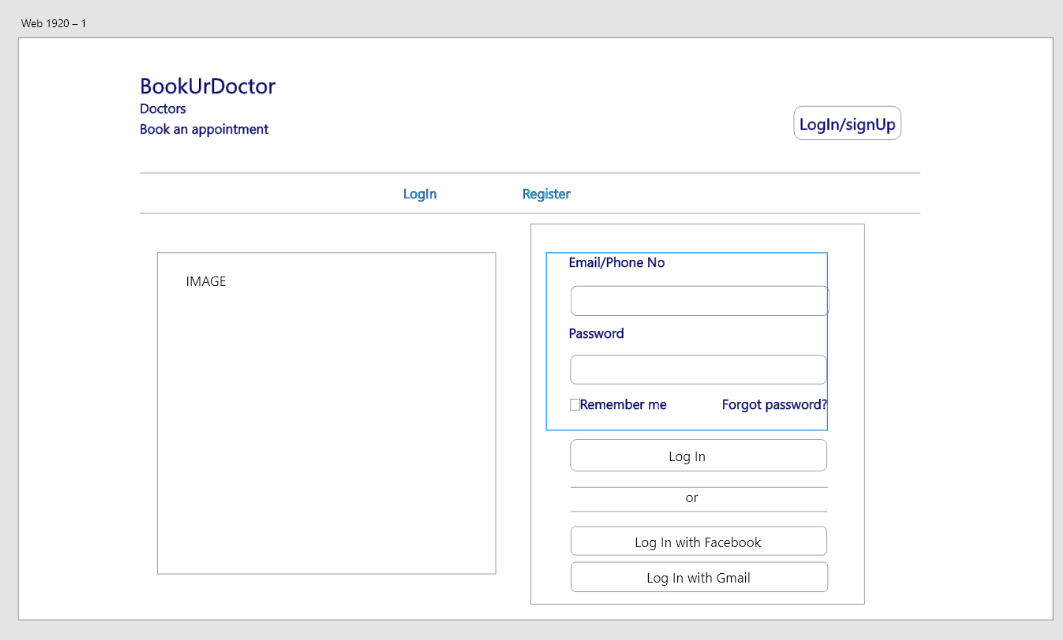 Web 1920 – 1
BookUrDoctor
Doctors
Book an appointment
LogIn/signUp
LogIn Register
IMAGE
Email/Phone No
Password
Remember me Forgot password?
Log In
or
Log In with Facebook
Log In with Gmail